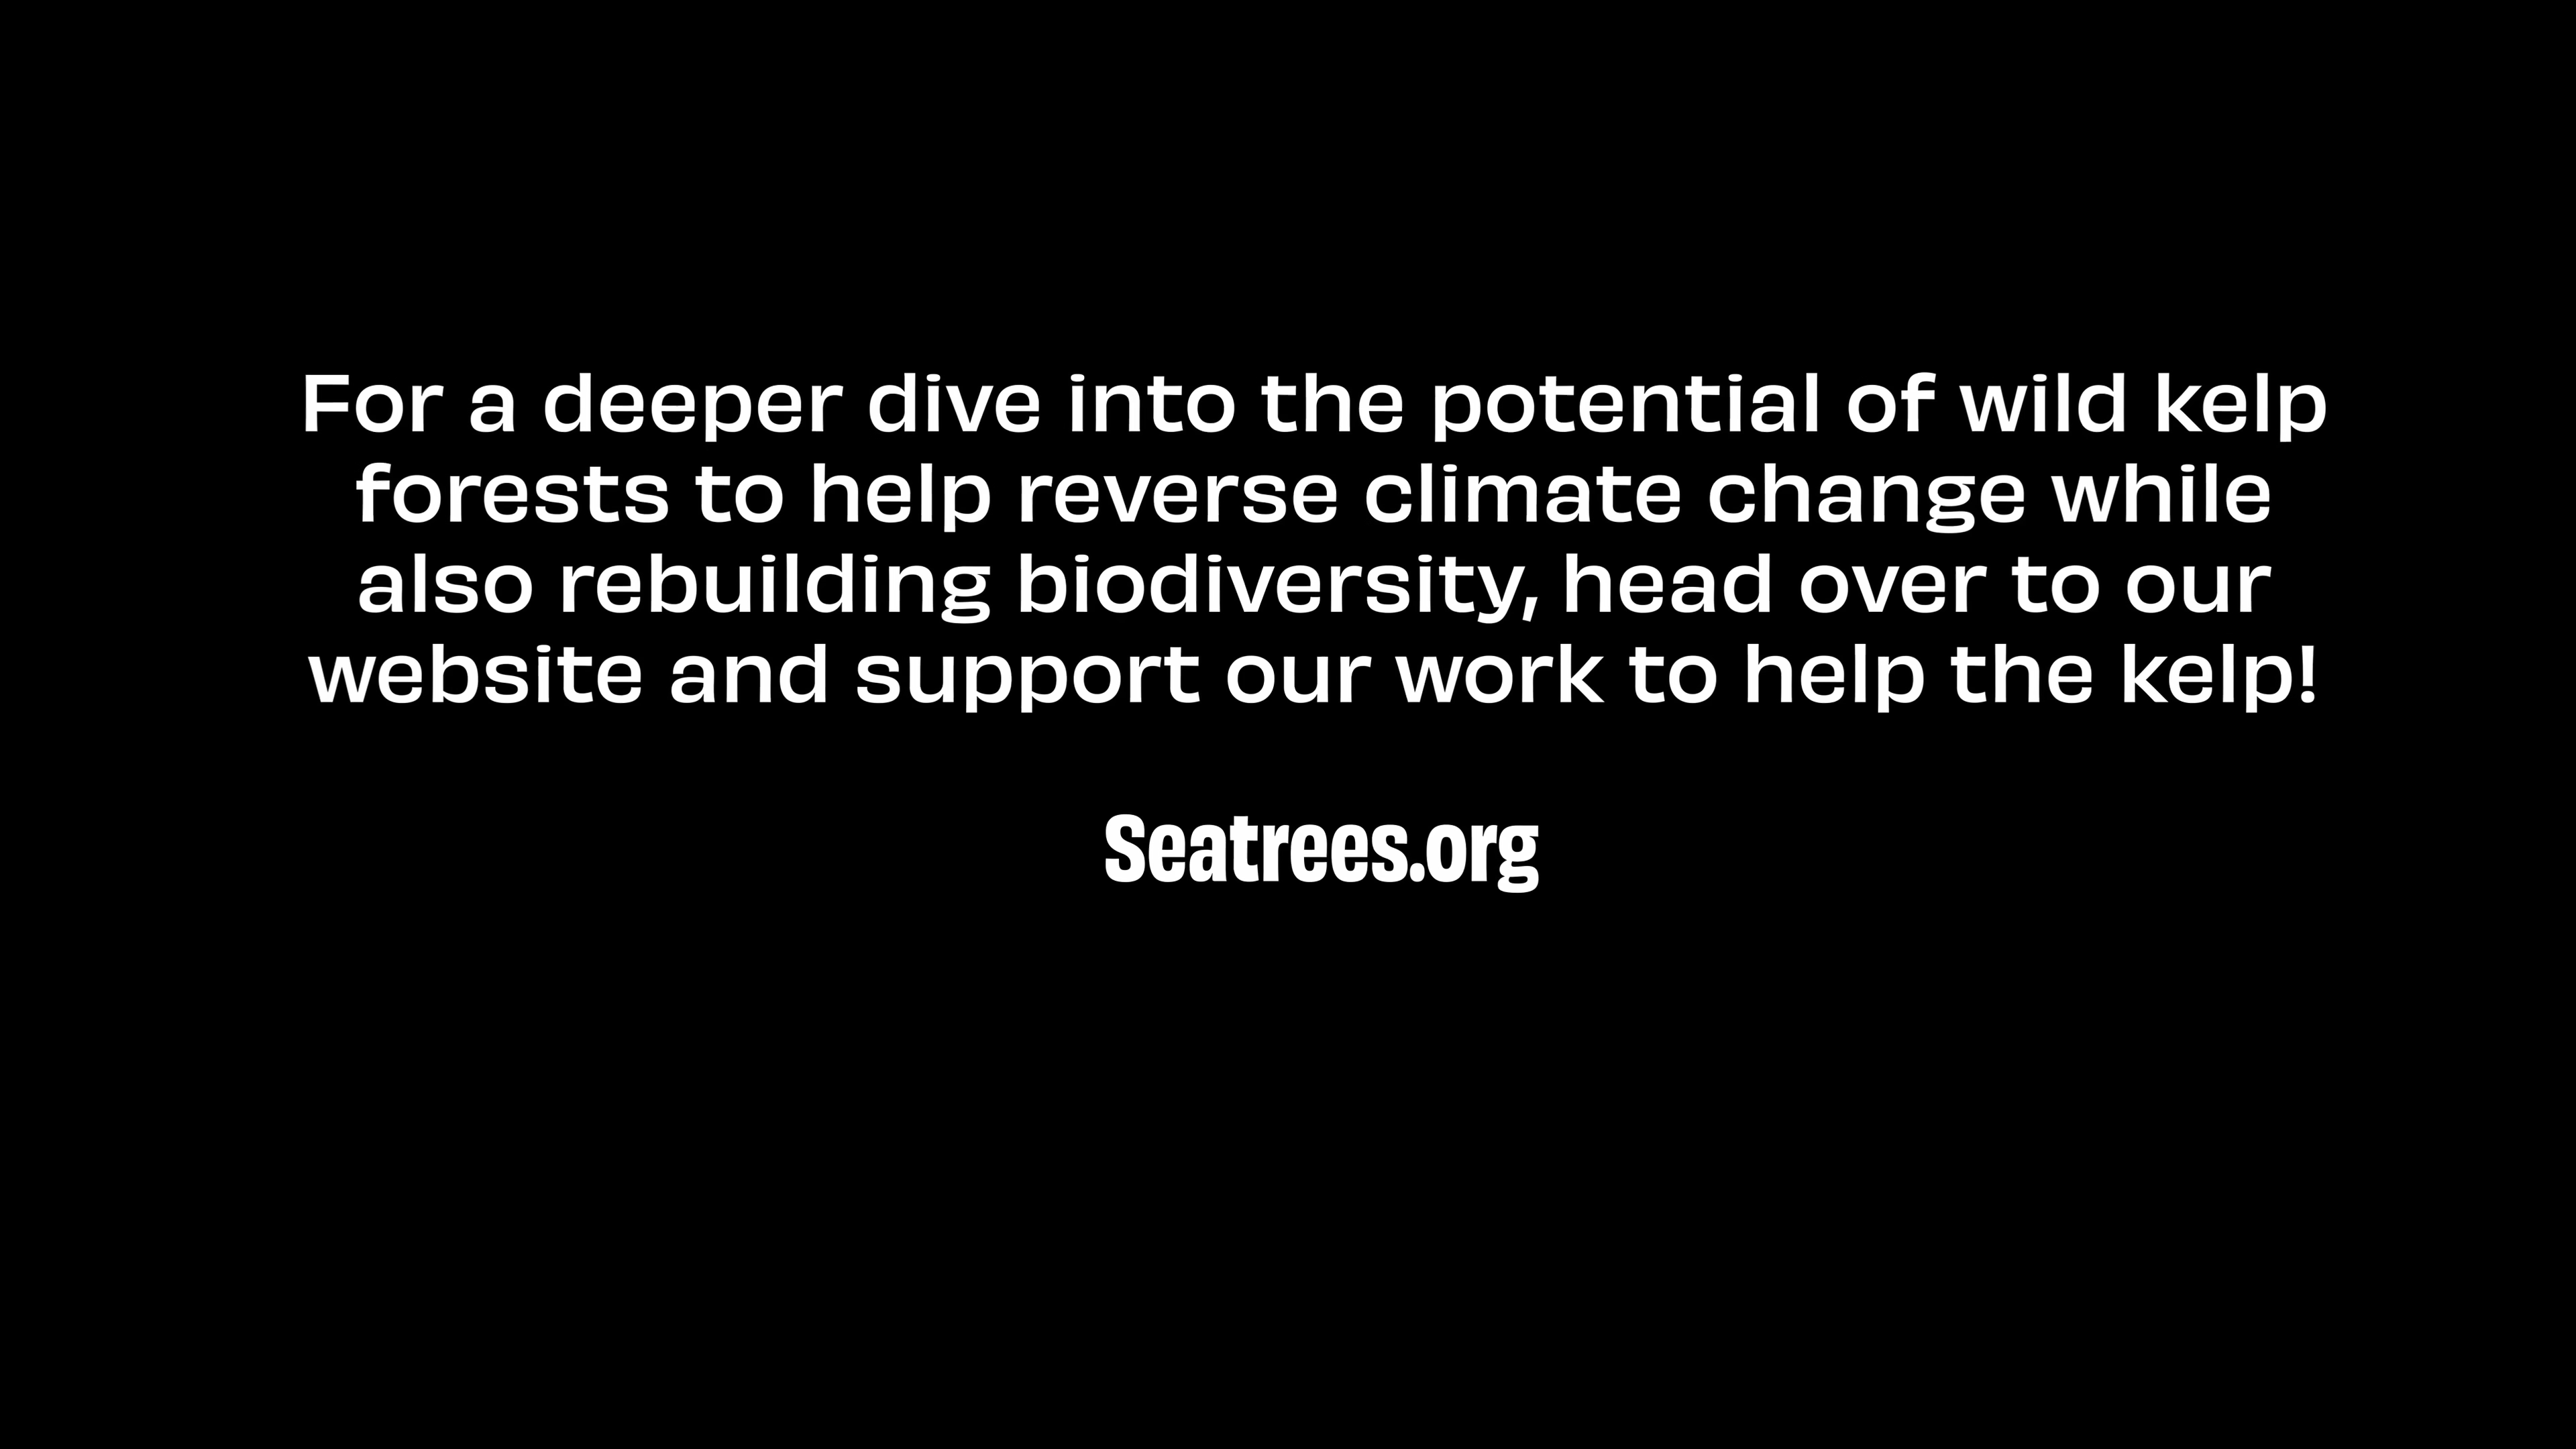 For a deeper dive into the potential of wild kelp
forests to help reverse climate change while
also rebuilding biodiversity, head over to our
website and support our work to help the kelp!
Seatrees.org